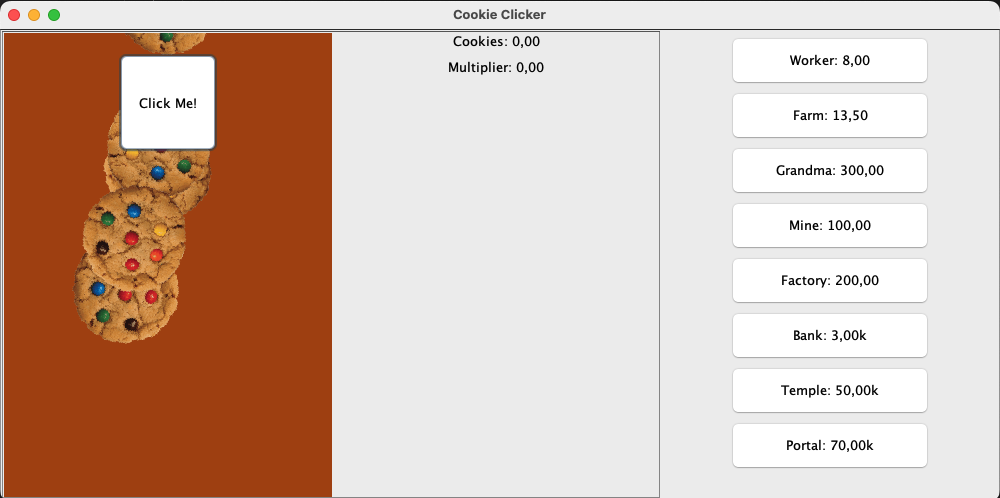 Cookie Clicker
Click Me!
Cookies: 0,00
Multiplier: 0,00
Worker: 8,00
Farm: 13,50
Grandma: 300,00
Mine: 100,00
Factory: 200,00
Bank: 3,00k
Temple: 50,00k
Portal: 70,00k